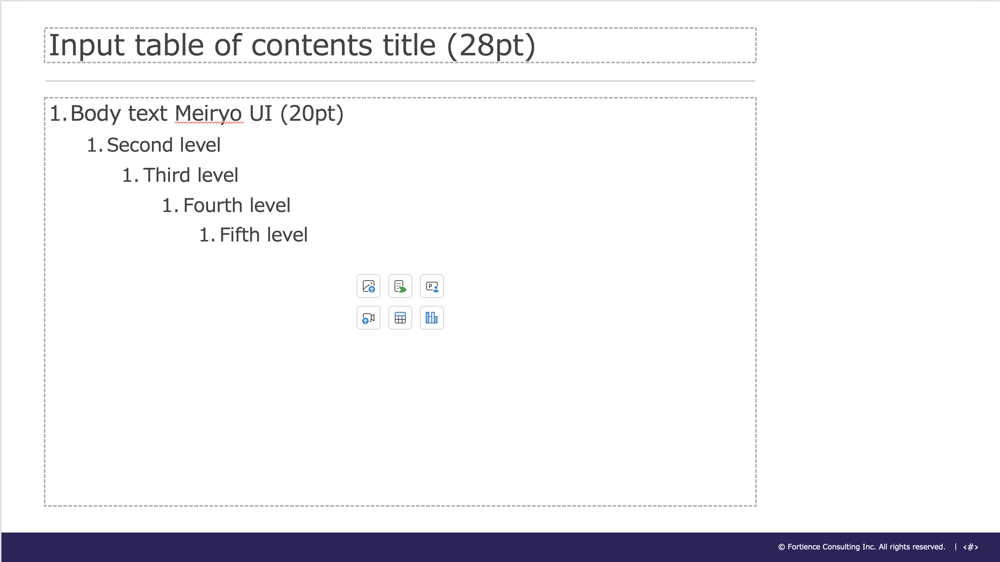 Input table of contents title (28pt)
1. Body text Meiryo UI (20pt)
1. Second level
1. Third level
1. Fourth level
1. Fifth level
P
© Fortience Consulting Inc. All rights reserved. | <#>